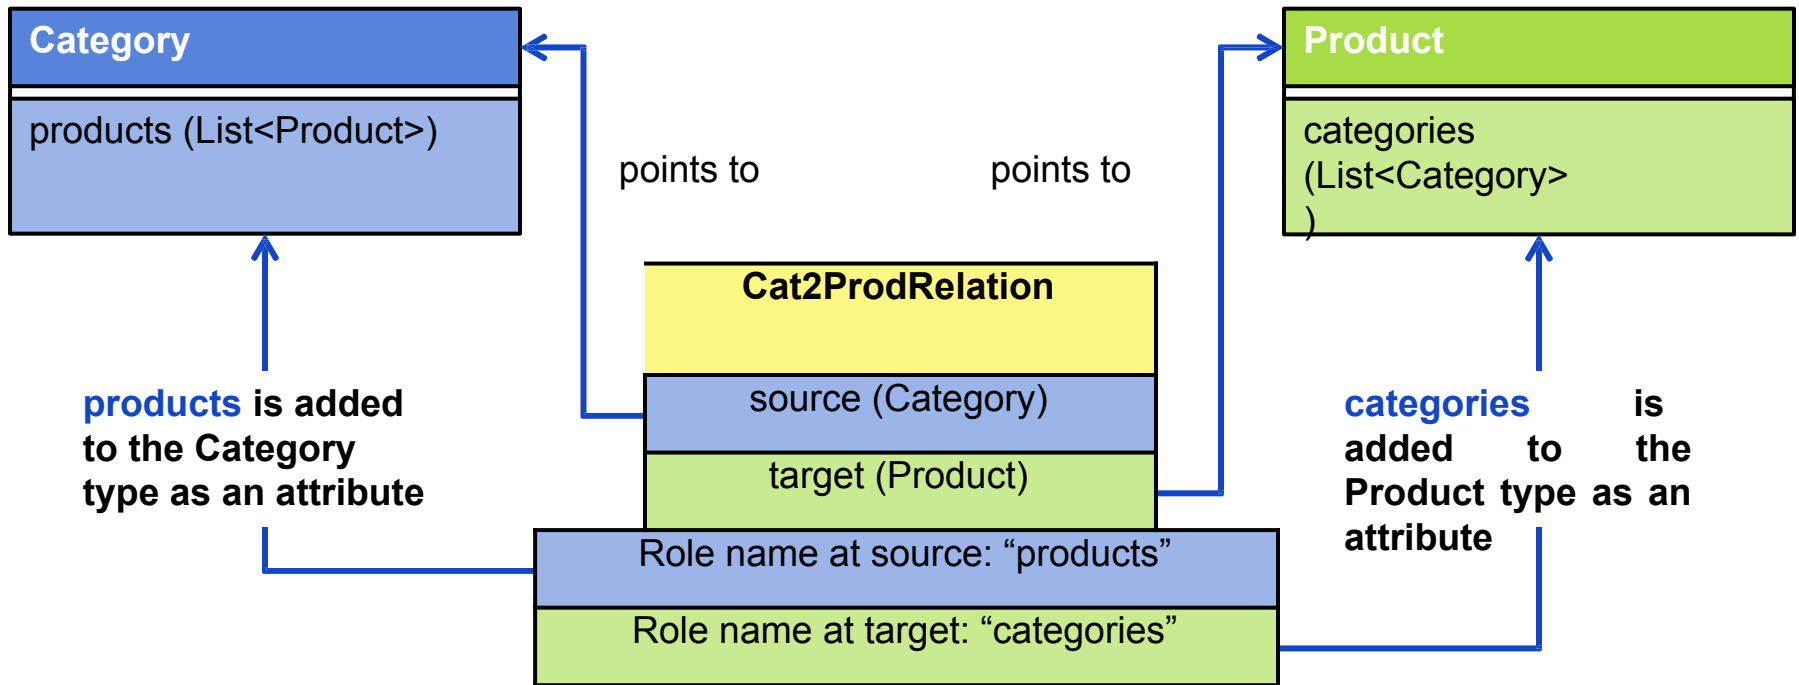 Category
products (List<Product>)
Product
categories
(List<Category>
)
points to
points to
Cat2ProdRelation
source (Category)
target (Product)
Role name at source: “products”
Role name at target: “categories”
products is added
to the Category
type as an attribute
categories is
added to the
Product type as an
attribute